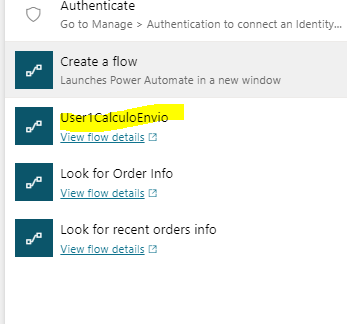 Authenticate
Go to Manage > Authentication to connect an Identity...
Create a flow
Launches Power Automate in a new window
User1CalculoEnvio
View flow details
Look for Order Info
View flow details
Look for recent orders info
View flow details